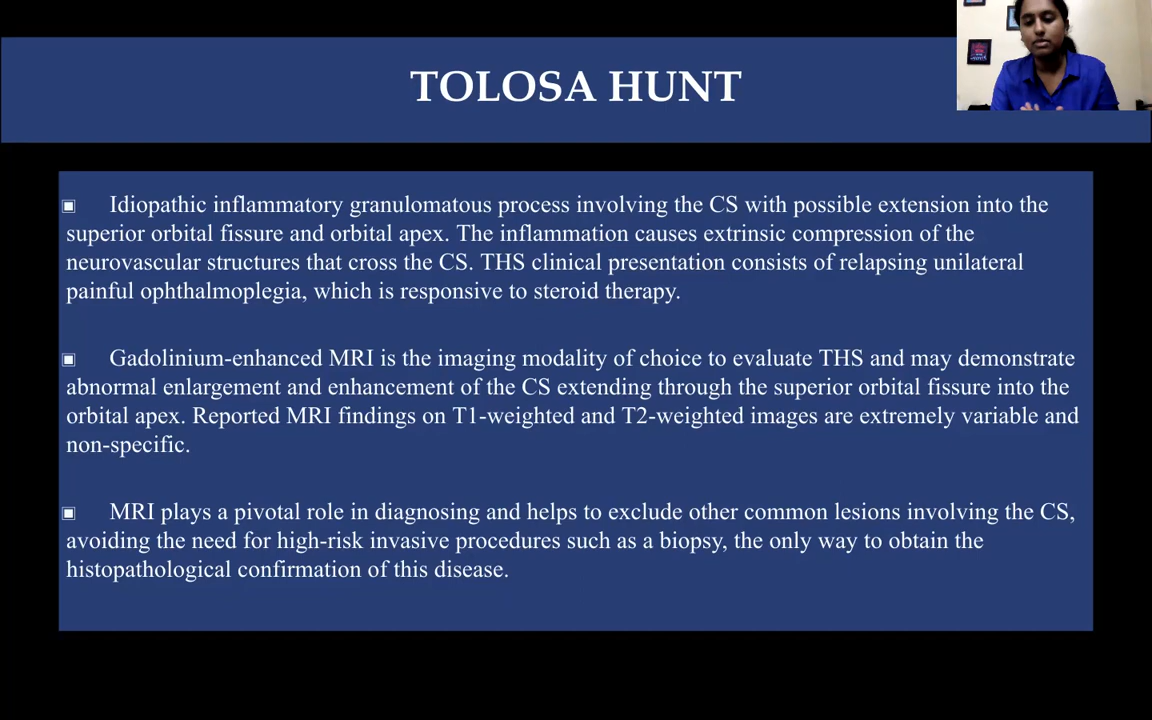 TOLOSA HUNT
Idiopathic inflammatory granulomatous process involving the CS with possible extension into the
superior orbital fissure and orbital apex. The inflammation causes extrinsic compression of the
neurovascular structures that cross the CS. THS clinical presentation consists of relapsing unilateral
painful ophthalmoplegia, which is responsive to steroid therapy.
Gadolinium-enhanced MRI is the imaging modality of choice to evaluate THS and may demonstrate
abnormal enlargement and enhancement of the CS extending through the superior orbital fissure into the
orbital apex. Reported MRI findings on T1-weighted and T2-weighted images are extremely variable and
non-specific.
MRI plays a pivotal role in diagnosing and helps to exclude other common lesions involving the CS,
avoiding the need for high-risk invasive procedures such as a biopsy, the only way to obtain the
histopathological confirmation of this disease.